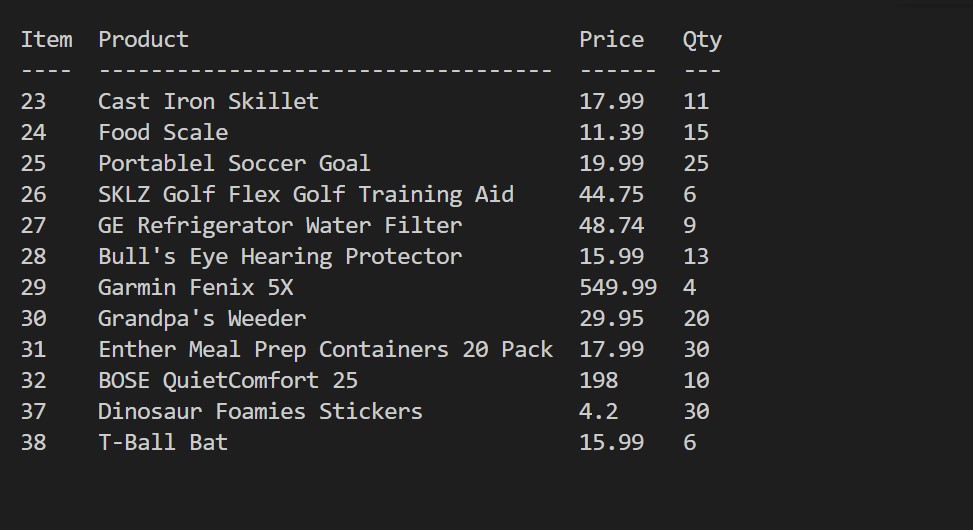 Item  Product                              Price   Qty
----  -----------------------------------  ------  ---
23    Cast Iron Skillet                    17.99   11
24    Food Scale                           11.39   15
25    Portablel Soccer Goal                19.99   25
26    SKLZ Golf Flex Golf Training Aid     44.75   6
27    GE Refrigerator Water Filter         48.74   9
28    Bull's Eye Hearing Protector         15.99   13
29    Garmin Fenix 5X                      549.99  4
30    Grandpa's Weeder                     29.95   20
31    Enther Meal Prep Containers 20 Pack  17.99   30
32    BOSE QuietComfort 25                 198     10
37    Dinosaur Foamies Stickers            4.2     30
38    T-Ball Bat                           15.99   6